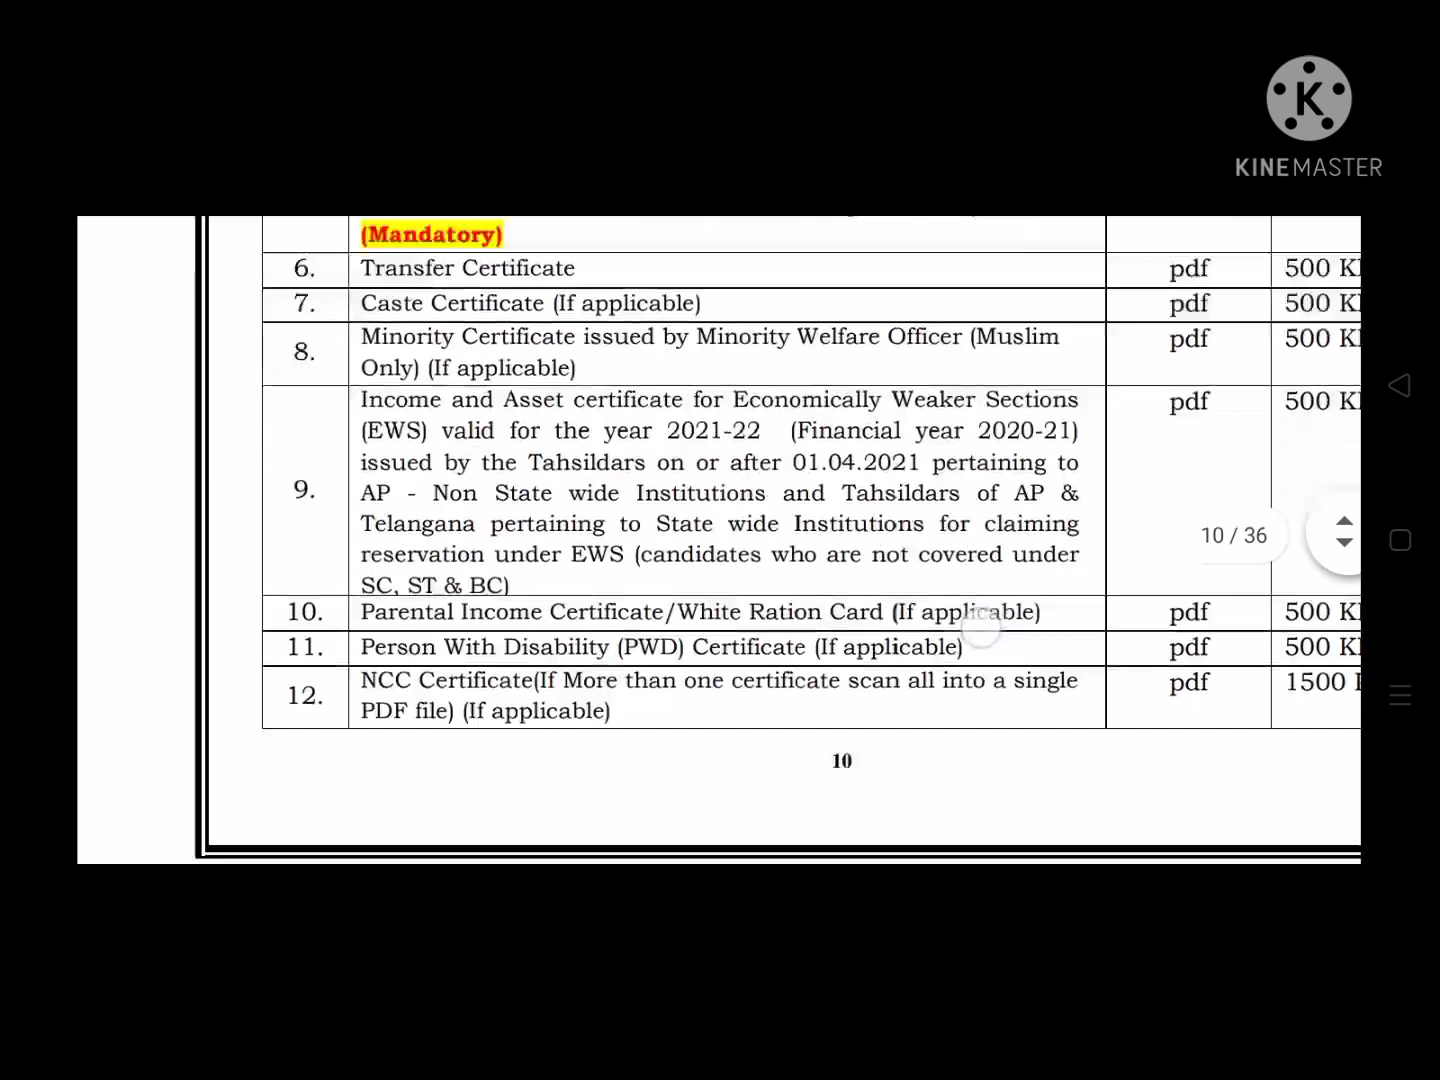 K
KINEMASTER
(Mandatory)
6. Transfer Certificate pdf 500 K
7. Caste Certificate (If applicable) pdf 500 K
8. Minority Certificate issued by Minority Welfare Officer (Muslim pdf 500 K
Only) (If applicable)
9. Income and Asset certificate for Economically Weaker Sections pdf 500 K
(EWS) valid for the year 2021-22 (Financial year 2020-21)
issued by the Tahsildars on or after 01.04.2021 pertaining to
AP - Non State wide Institutions and Tahsildars of AP &
Telangana pertaining to State wide Institutions for claiming
reservation under EWS (candidates who are not covered under
SC, ST & BC)
10 / 36
10. Parental Income Certificate/White Ration Card (If applicable) pdf 500 K
11. Person With Disability (PWD) Certificate (If applicable) pdf 500 K
12. NCC Certificate(If More than one certificate scan all into a single pdf 1500
PDF file) (If applicable)
10